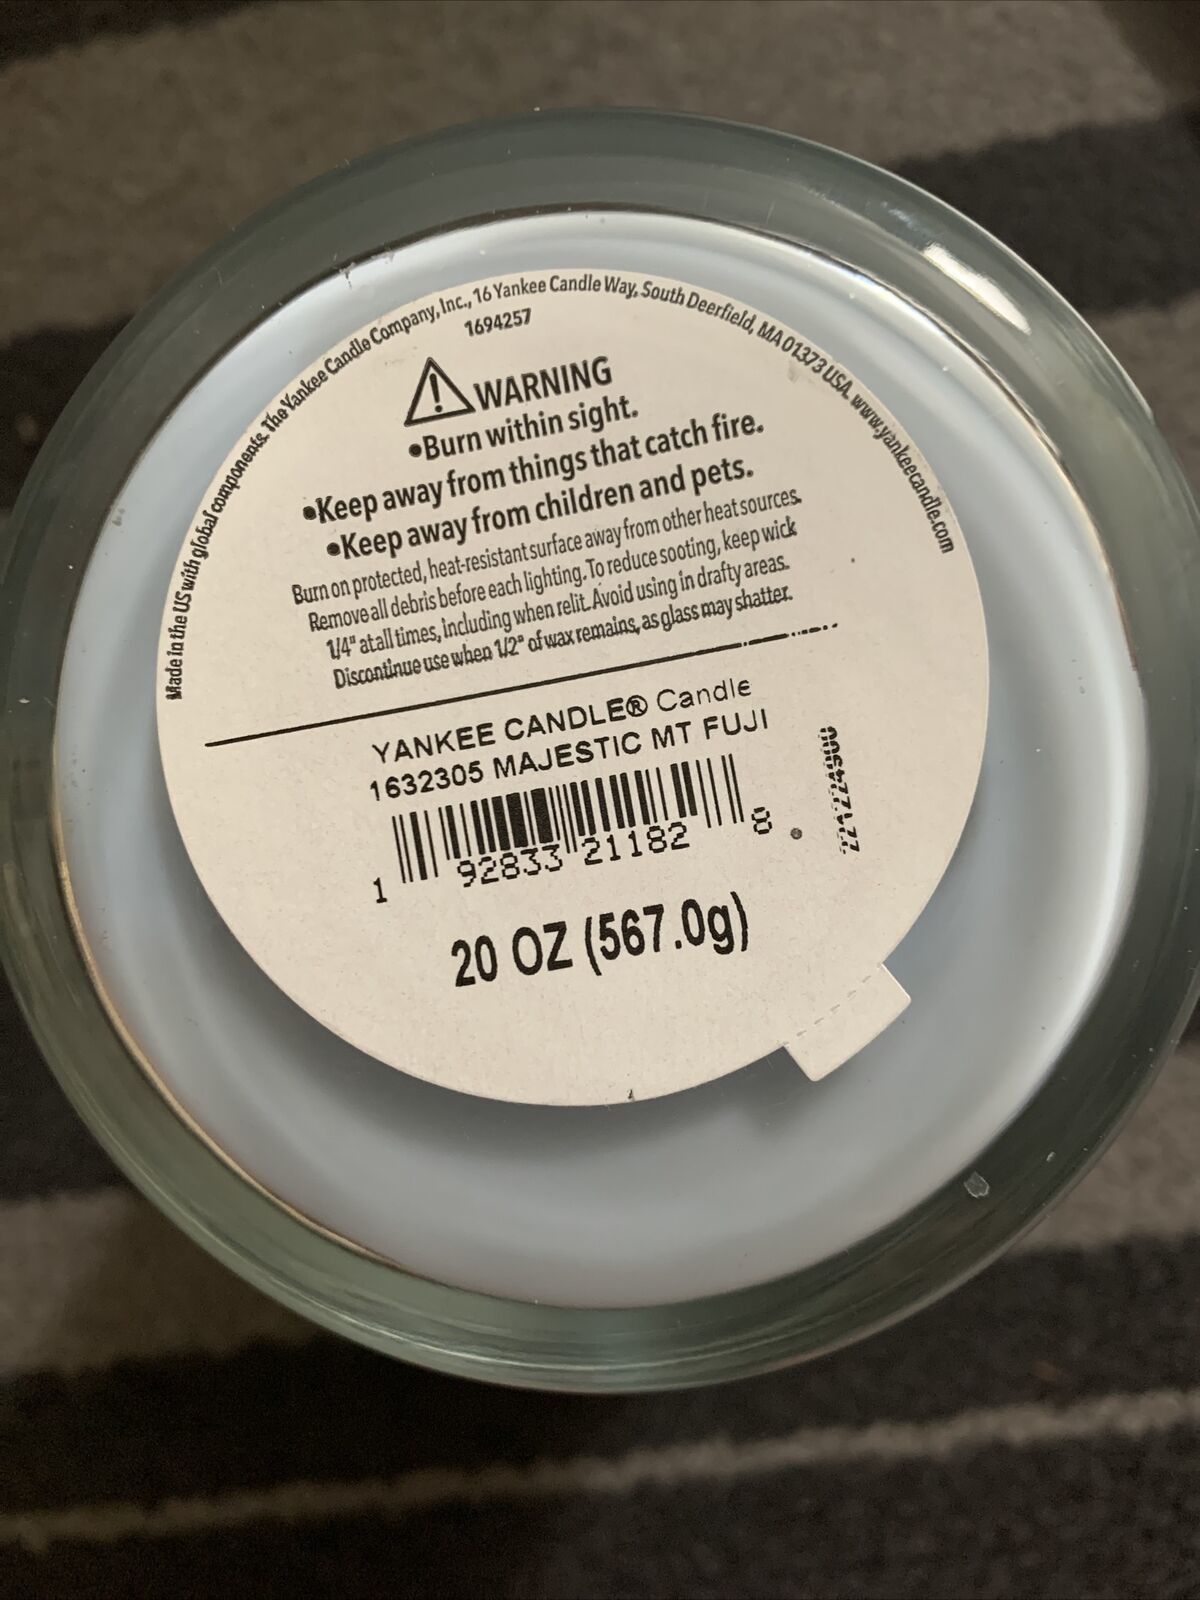 Made in the US with global components. The Yankee Candle Company, Inc., 16 Yankee Candle Way, South Deerfield, MA 01373 USA. www.yankeecandle.com
1694257
WARNING
•Burn within sight.
•Keep away from things that catch fire.
•Keep away from children and pets.
Burn on protected, heat-resistant surface away from other heat sources.
Remove all debris before each lighting. To reduce sooting, keep wick
1/4" at all times, including when relit. Avoid using in drafty areas.
Discontinue use when 1/2" of wax remains, as glass may shatter.
YANKEE CANDLE® Candle
1632305 MAJESTIC MT FUJI
1 92833 21182 8
20 OZ (567.0g)